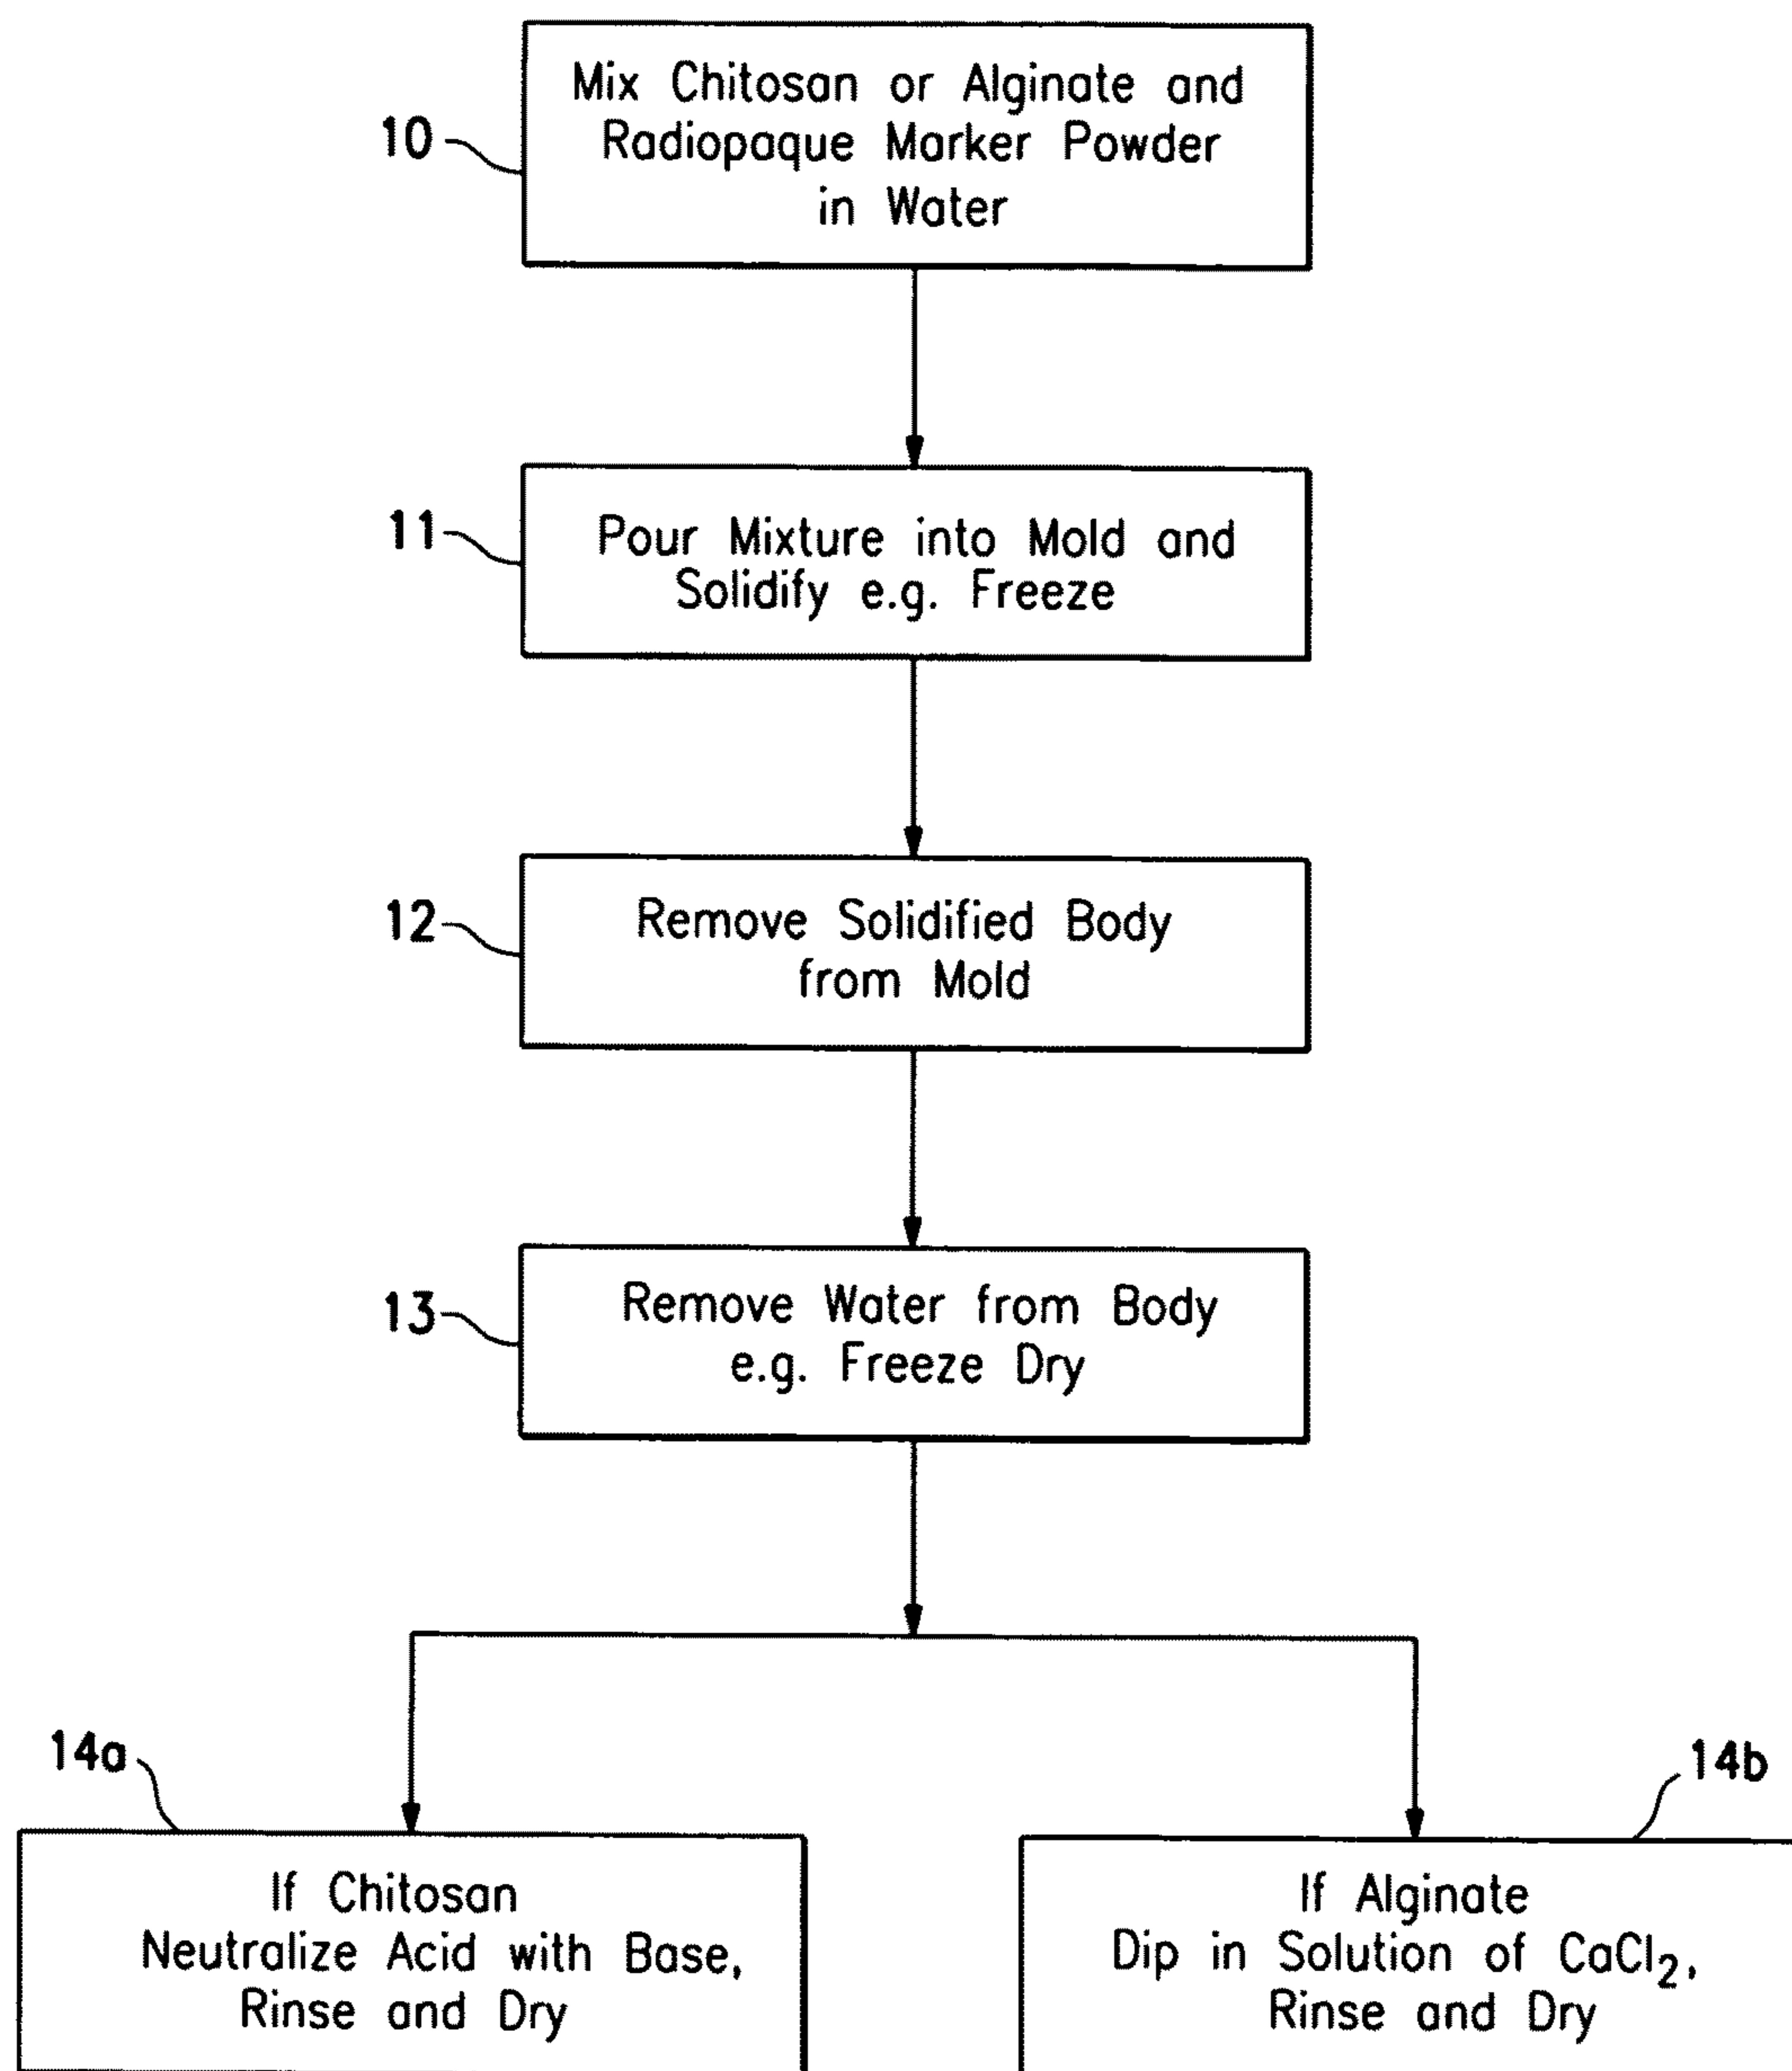 10
Mix Chitosan or Alginate and
Radiopaque Marker Powder
in Water
11
Pour Mixture into Mold and
Solidify e.g. Freeze
12
Remove Solidified Body
from Mold
13
Remove Water from Body
e.g. Freeze Dry
14a
If Chitosan
Neutralize Acid with Base,
Rinse and Dry
14b
If Alginate
Dip in Solution of CaCl₂,
Rinse and Dry